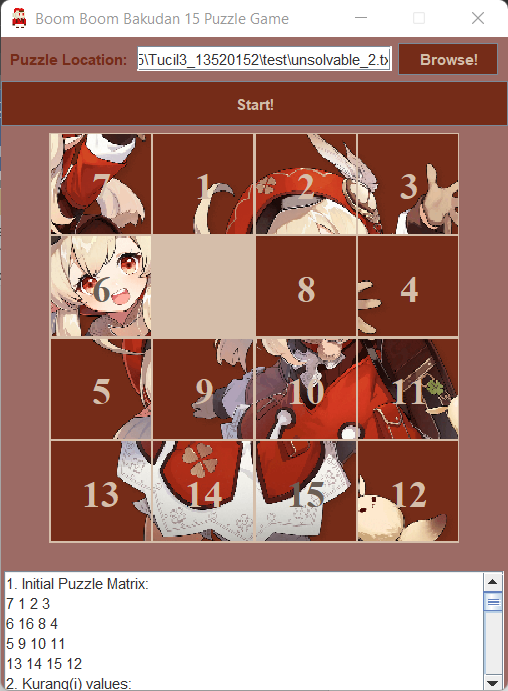 Boom Boom Bakudan 15 Puzzle Game
Puzzle Location: 5\Tucil3_13520152\test\unsolvable_2.tx Browse!
Start!
7 1 2 3
6 8 4
5 9 10 11
13 14 15 12
1. Initial Puzzle Matrix:
7 1 2 3
6 16 8 4
5 9 10 11
13 14 15 12
2. Kurang(i) values: